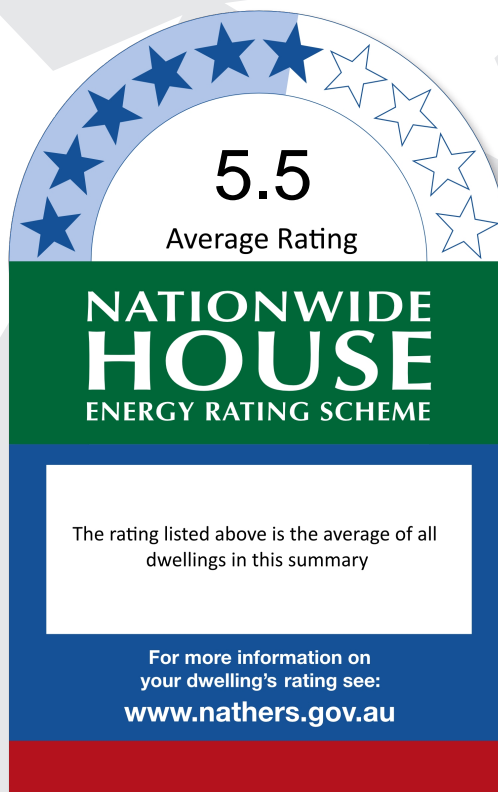 5.5
Average Rating
NATIONWIDE
HOUSE
ENERGY RATING SCHEME
The rating listed above is the average of all
dwellings in this summary
For more information on
your dwelling's rating see:
www.nathers.gov.au